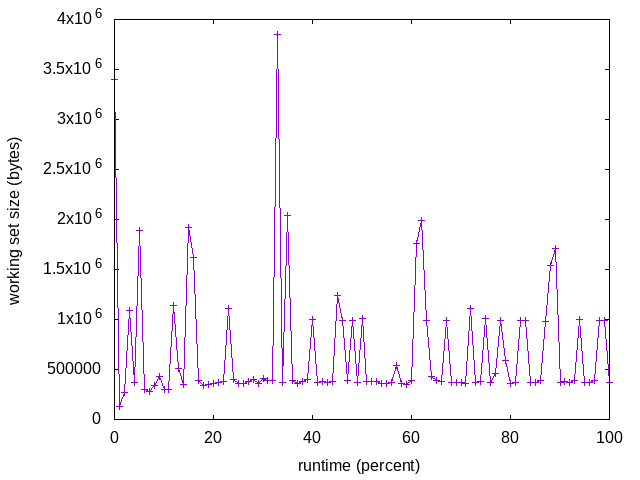 4x10^6
3.5x10^6
3x10^6
2.5x10^6
2x10^6
1.5x10^6
1x10^6
500000
0
working set size (bytes)
0 20 40 60 80 100
runtime (percent)